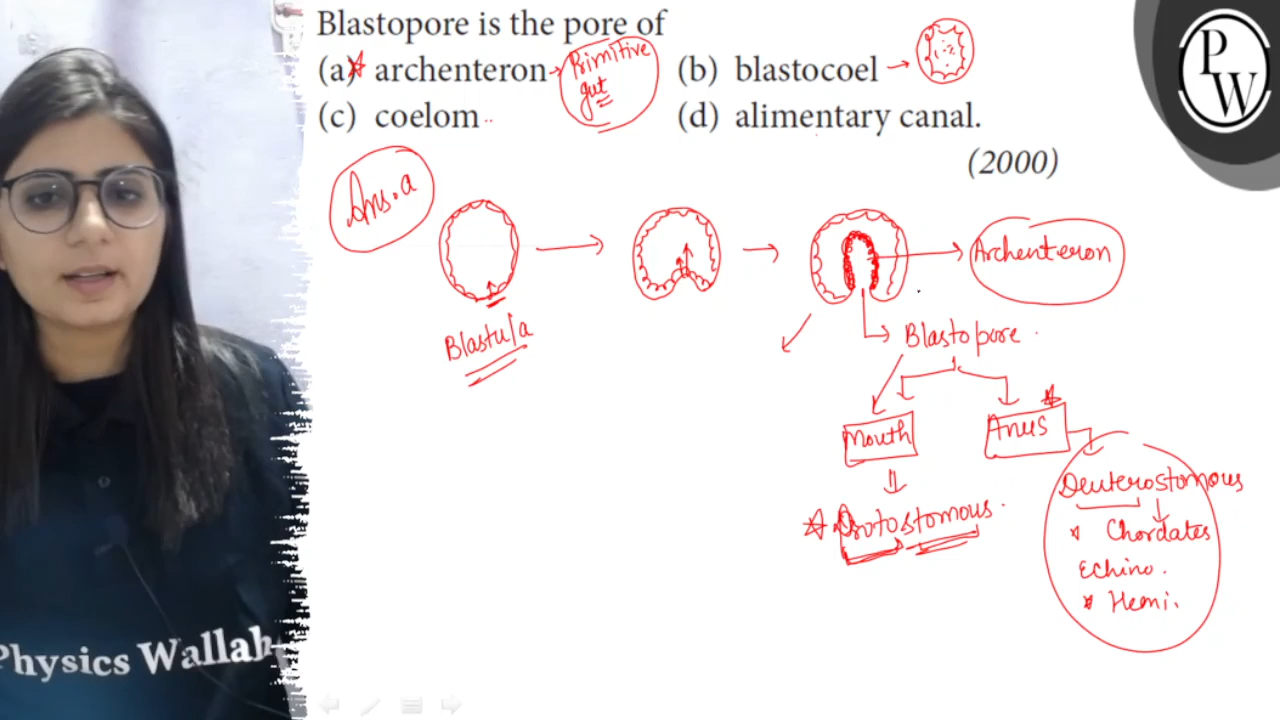 Blastopore is the pore of
(a) archenteron → Primitive gut
(b) blastocoel →
(c) coelom
(d) alimentary canal.
(2000)
PW
Ans. a
Blastula
Archenteron
Blastopore
Mouth
Anus
Protostomous
Deuterostomous
Chordates
Echino.
Hemi.
Physics Wallah